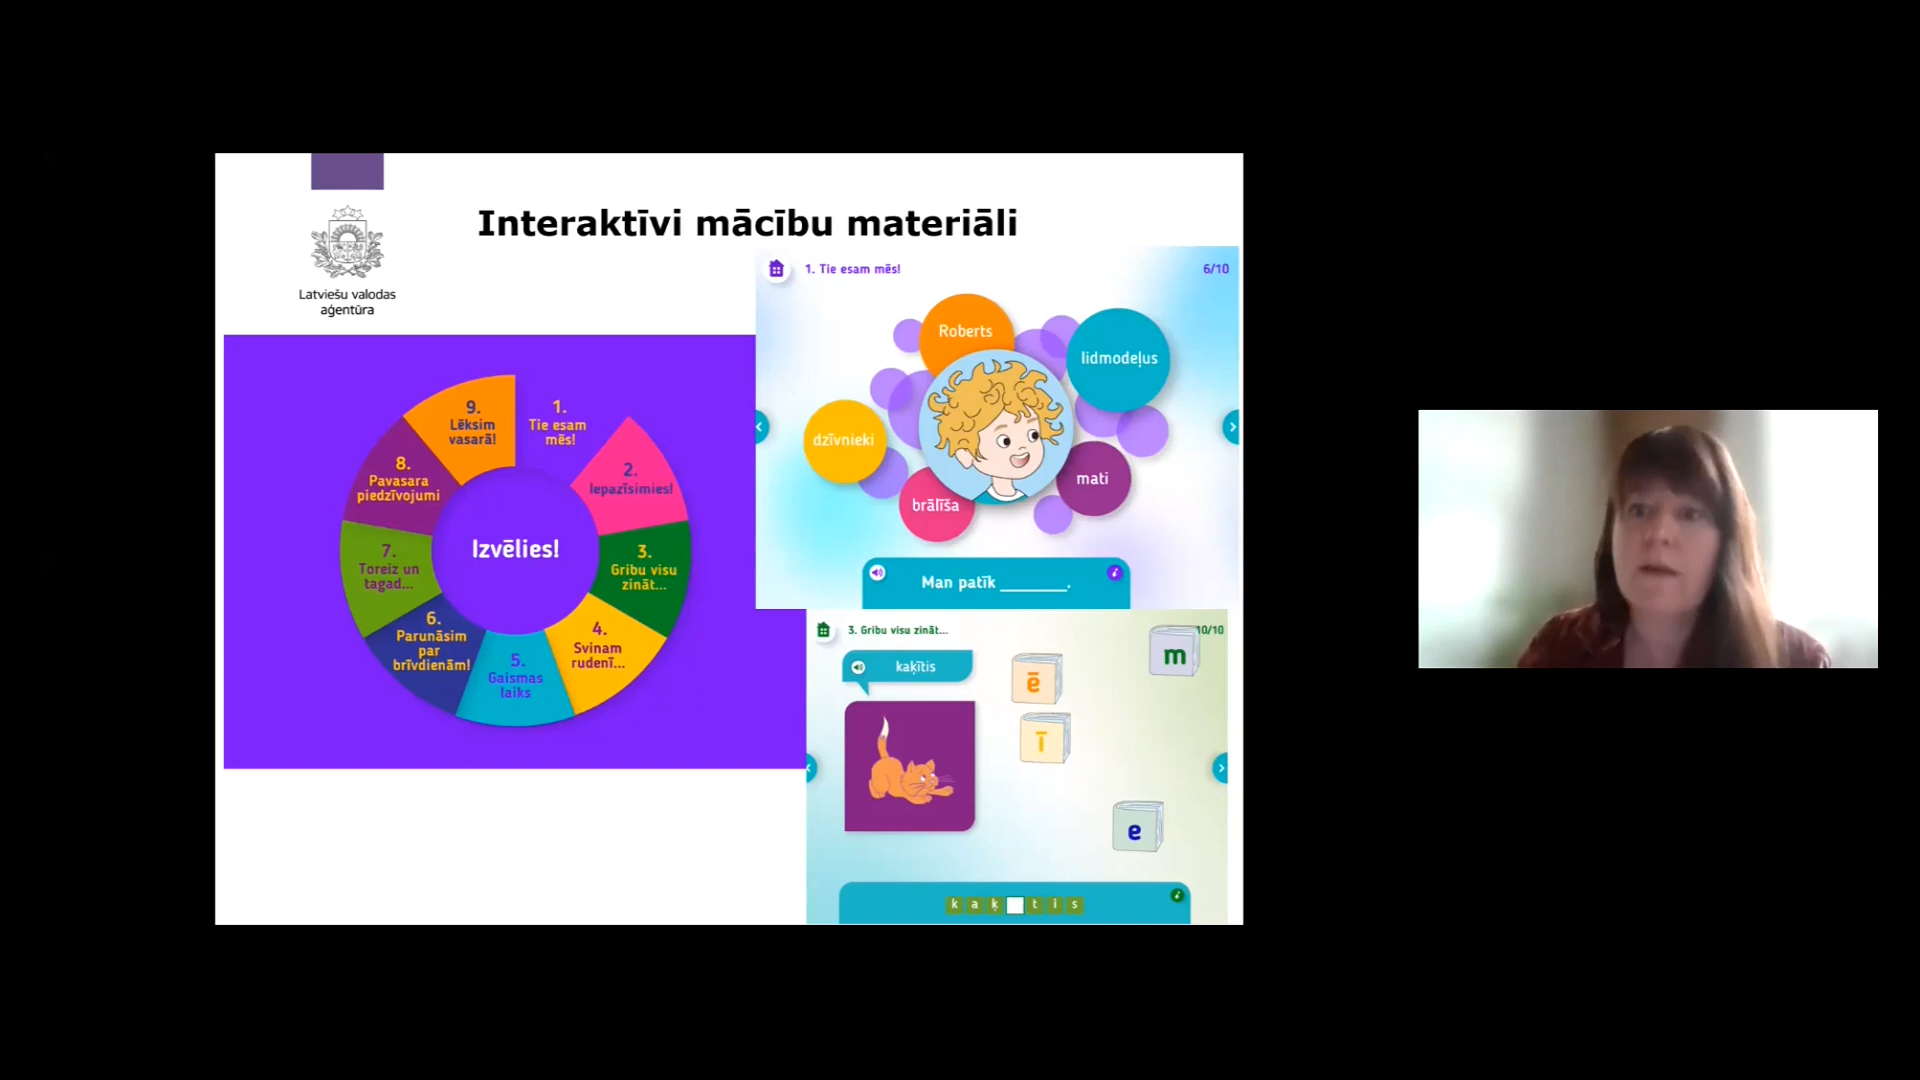 Interaktīvi mācību materiāli
Latviešu valodas
aģentūra
Izvēlies!
1.
Tie esam
mēs!
2.
Iepazīsimies!
3.
Gribu visu
zināt...
4.
Svinam
rudenī...
5.
Gaismas
laiks
6.
Parunāsim
par
brīvdienām!
7.
Toreiz un
tagad...
8.
Pavasara
piedzīvojumi
9.
Lēksim
vasarā!
1. Tie esam mēs!
6/10
Roberts
lidmodeļus
dzīvnieki
mati
brālīša
Man patīk ________.
3. Gribu visu zināt...
10/10
kaķītis
m
ē
ī
e
k a ķ t i s